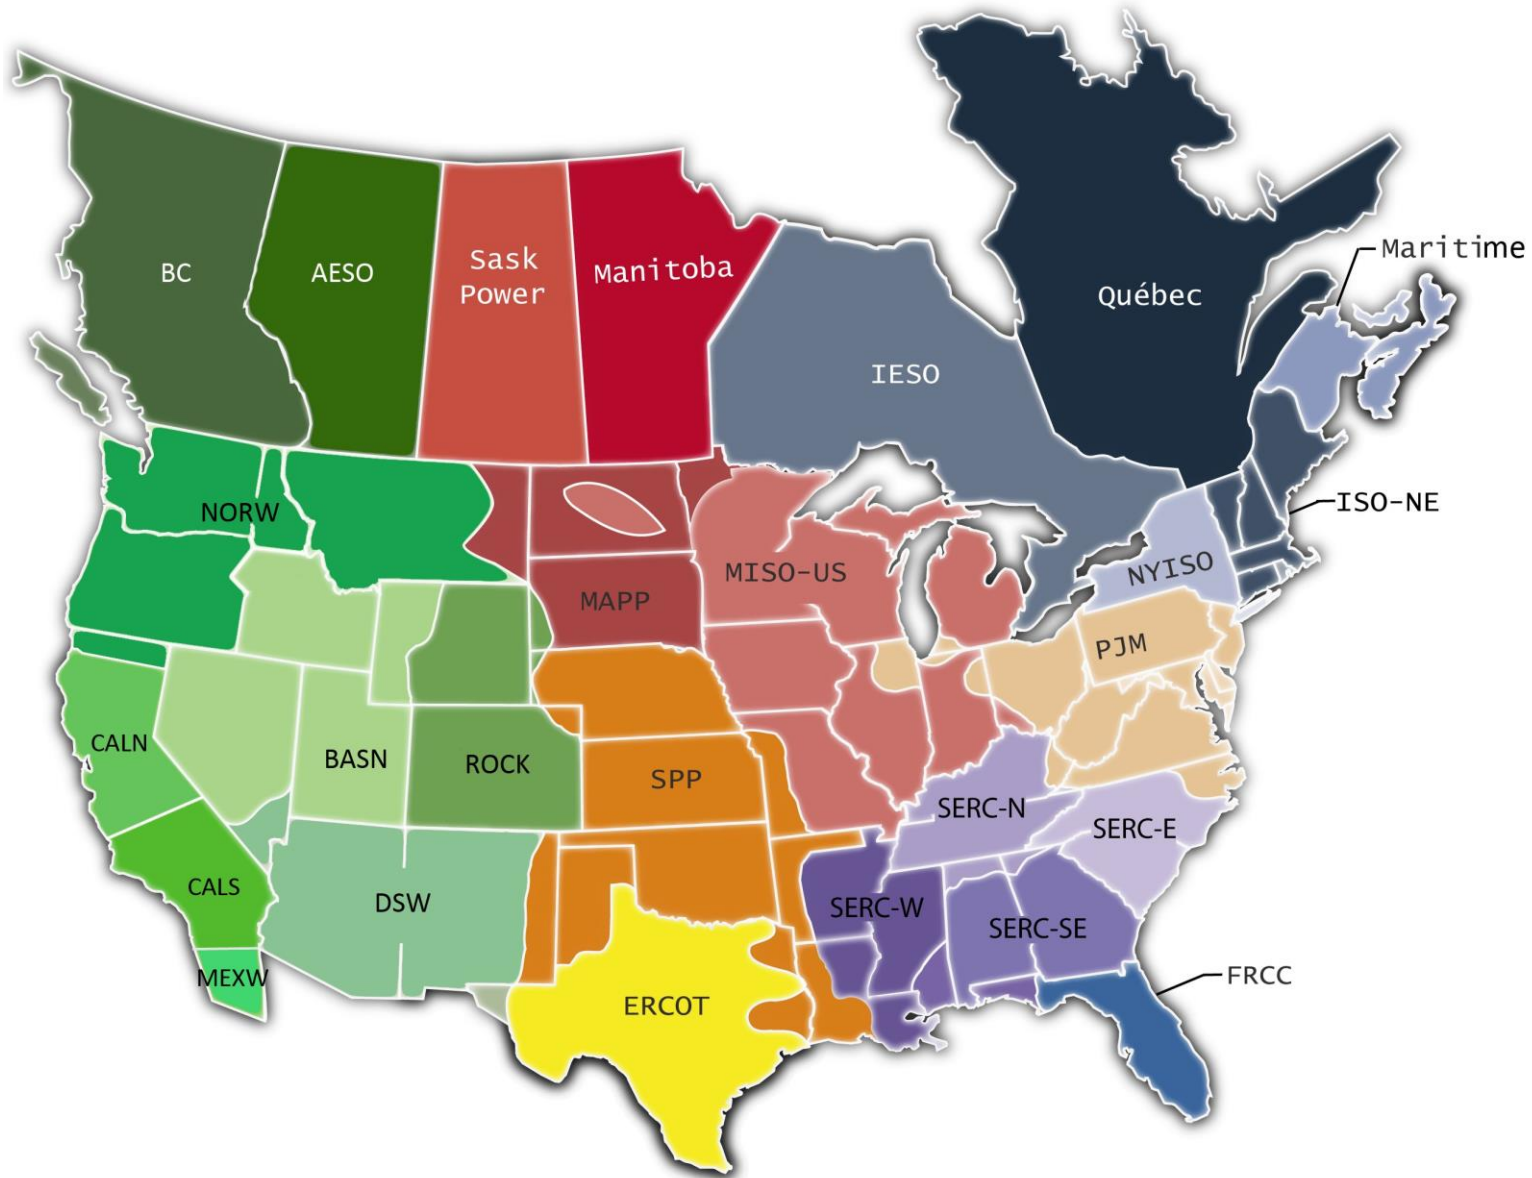 Maritime
Sask
Power
BC
AESO
Manitoba
Québec
IESO
ISO-NE
NORW
MISO-US
NYISO
MAPP
PJM
CALN
BASN
ROCK
SPP
SERC-N
SERC-E
CALS
DSW
SERC-W
SERC-SE
MEXW
FRCC
ERCOT